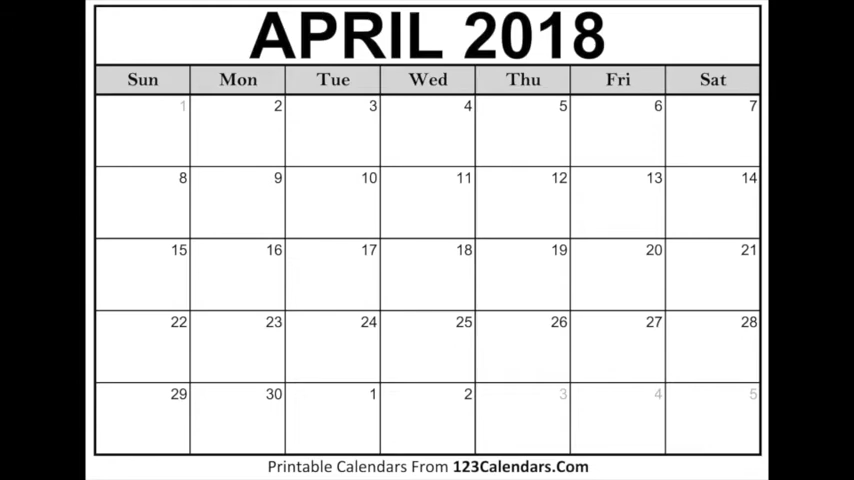 APRIL 2018
Sun Mon Tue Wed Thu Fri Sat
1 2 3 4 5 6 7
8 9 10 11 12 13 14
15 16 17 18 19 20 21
22 23 24 25 26 27 28
29 30 1 2 3 4 5
Printable Calendars From 123Calendars.Com